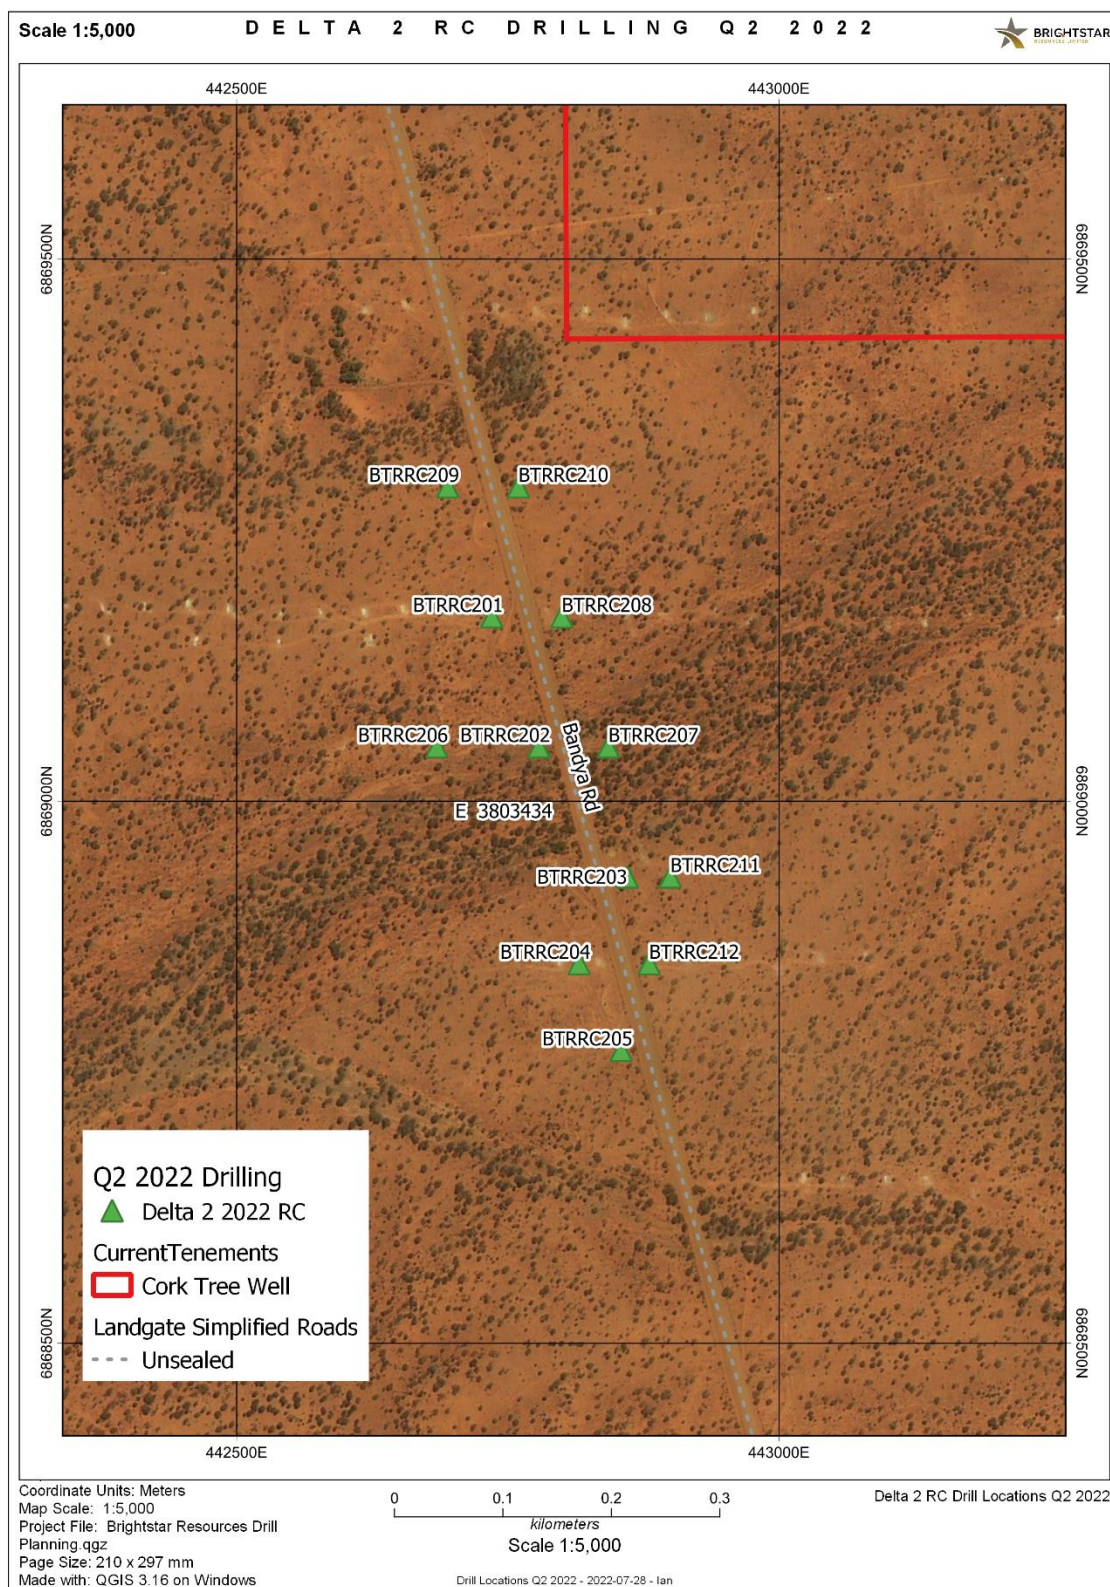 Scale 1:5,000
DELTA 2 RC DRILLING Q2 2022
BRIGHTSTAR
RESOURCES LIMITED
442500E
443000E
6869500N
6869500N
BTRRC209
BTRRC210
BTRRC201
BTRRC208
BTRRC206
BTRRC202
BTRRC207
Bandya Rd
6869000N
E 3803434
6869000N
BTRRC203
BTRRC211
BTRRC204
BTRRC212
BTRRC205
Q2 2022 Drilling
Delta 2 2022 RC
CurrentTenements
Cork Tree Well
Landgate Simplified Roads
Unsealed
6868500N
6868500N
442500E
443000E
Coordinate Units: Meters
Map Scale: 1:5,000
Project File: Brightstar Resources Drill
Planning.qgz
Page Size: 210 x 297 mm
Made with: QGIS 3.16 on Windows
0 0.1 0.2 0.3
kilometers
Scale 1:5,000
Drill Locations Q2 2022 - 2022-07-28 - Ian
Delta 2 RC Drill Locations Q2 2022